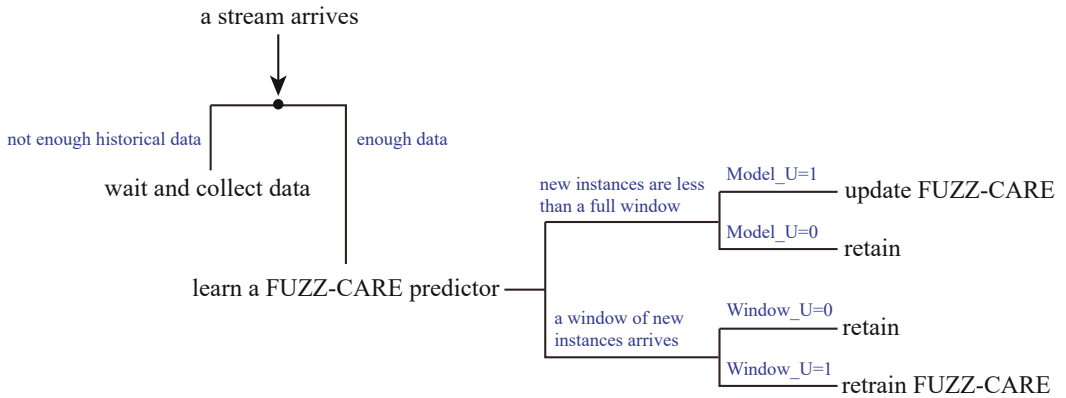 a stream arrives
not enough historical data
enough data
wait and collect data
learn a FUZZ-CARE predictor
new instances are less
than a full window
Model_U=1
update FUZZ-CARE
Model_U=0
retain
a window of new
instances arrives
Window_U=0
retain
Window_U=1
retrain FUZZ-CARE